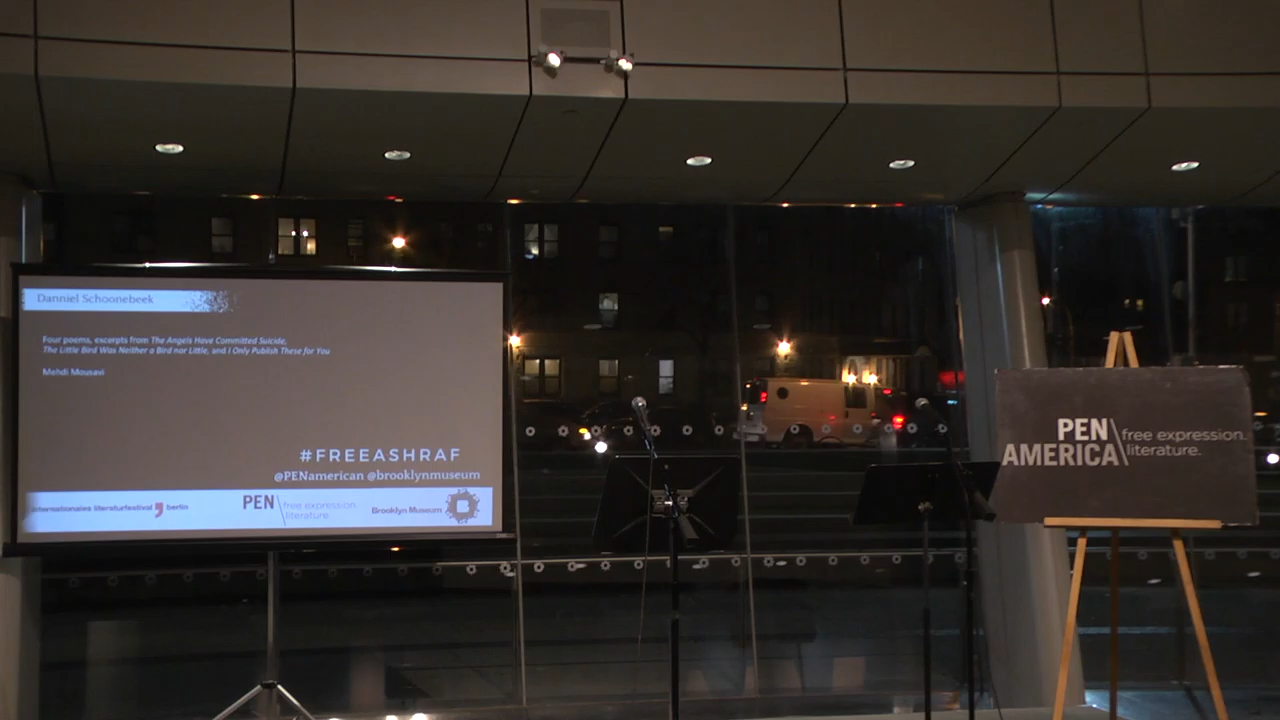 Danniel Schoonebeek
Four poems, excerpts from The Angels Have Committed Suicide,
The Little Bird Was Neither a Bird nor Little, and I Only Publish These for You
Mehdi Mousavi
#FREEASHRAF
@PENamerican @brooklynmuseum
internationales literaturfestival berlin
PEN free expression.
literature.
Brooklyn Museum
PEN
AMERICA
free expression.
literature.